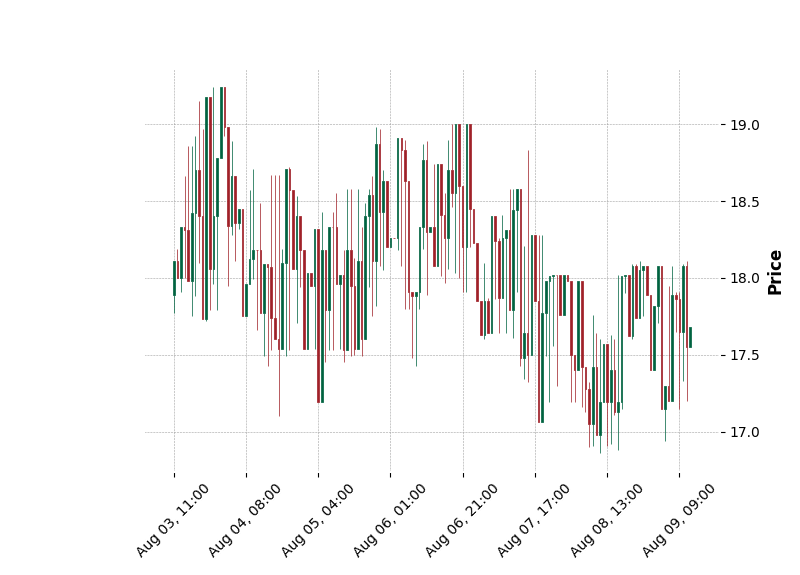 19.0
18.5
18.0
17.5
17.0
Price
Aug 03, 11:00
Aug 04, 08:00
Aug 05, 04:00
Aug 06, 01:00
Aug 06, 21:00
Aug 07, 17:00
Aug 08, 13:00
Aug 09, 09:00